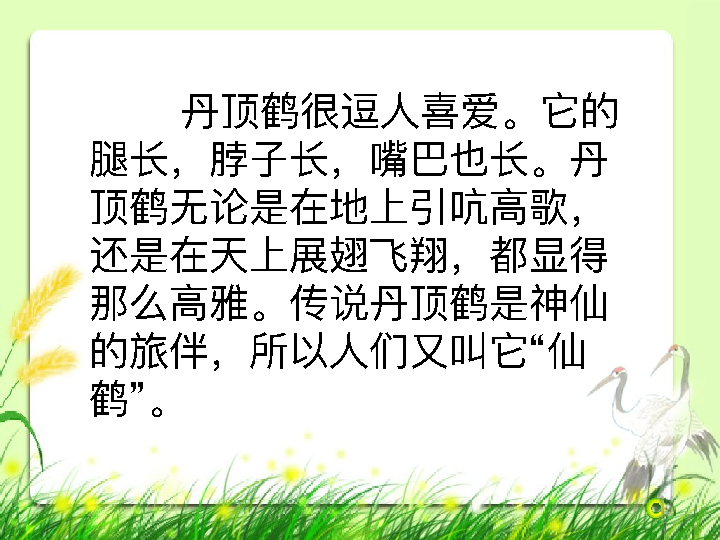 丹顶鹤很逗人喜爱。它的
腿长，脖子长，嘴巴也长。丹
顶鹤无论是在地上引吭高歌，
还是在天上展翅飞翔，都显得
那么高雅。传说丹顶鹤是神仙
的旅伴，所以人们又叫它“仙
鹤”。